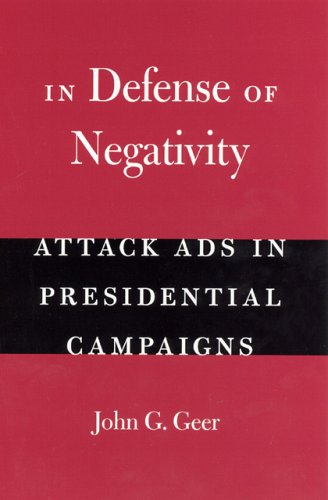 IN Defense OF
Negativity
ATTACK ADS IN
PRESIDENTIAL
CAMPAIGNS
John G. Geer